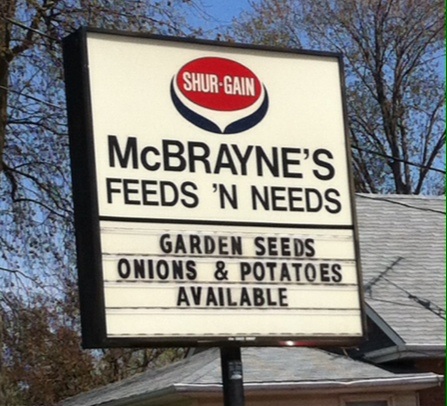 SHUR-GAIN
McBRAYNE'S
FEEDS 'N NEEDS
GARDEN SEEDS
ONIONS & POTATOES
AVAILABLE